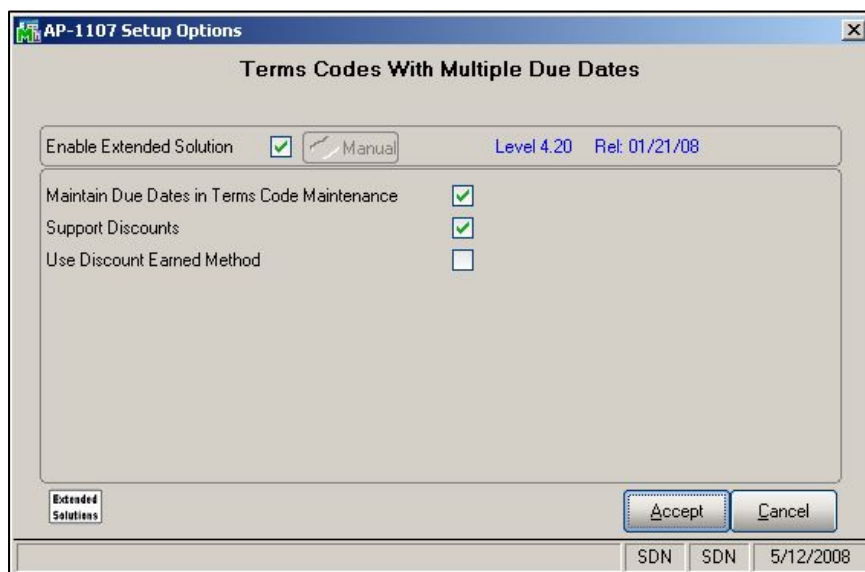 AP-1107 Setup Options
Terms Codes With Multiple Due Dates
Enable Extended Solution Manual Level 4.20 Rel: 01/21/08
Maintain Due Dates in Terms Code Maintenance
Support Discounts
Use Discount Earned Method
Extended
Solutions
Accept Cancel
SDN SDN 5/12/2008